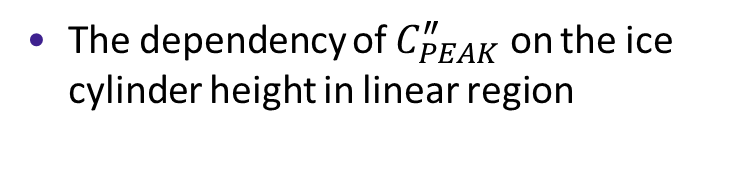 • The dependency of C″PEAK on the ice
cylinder height in linear region